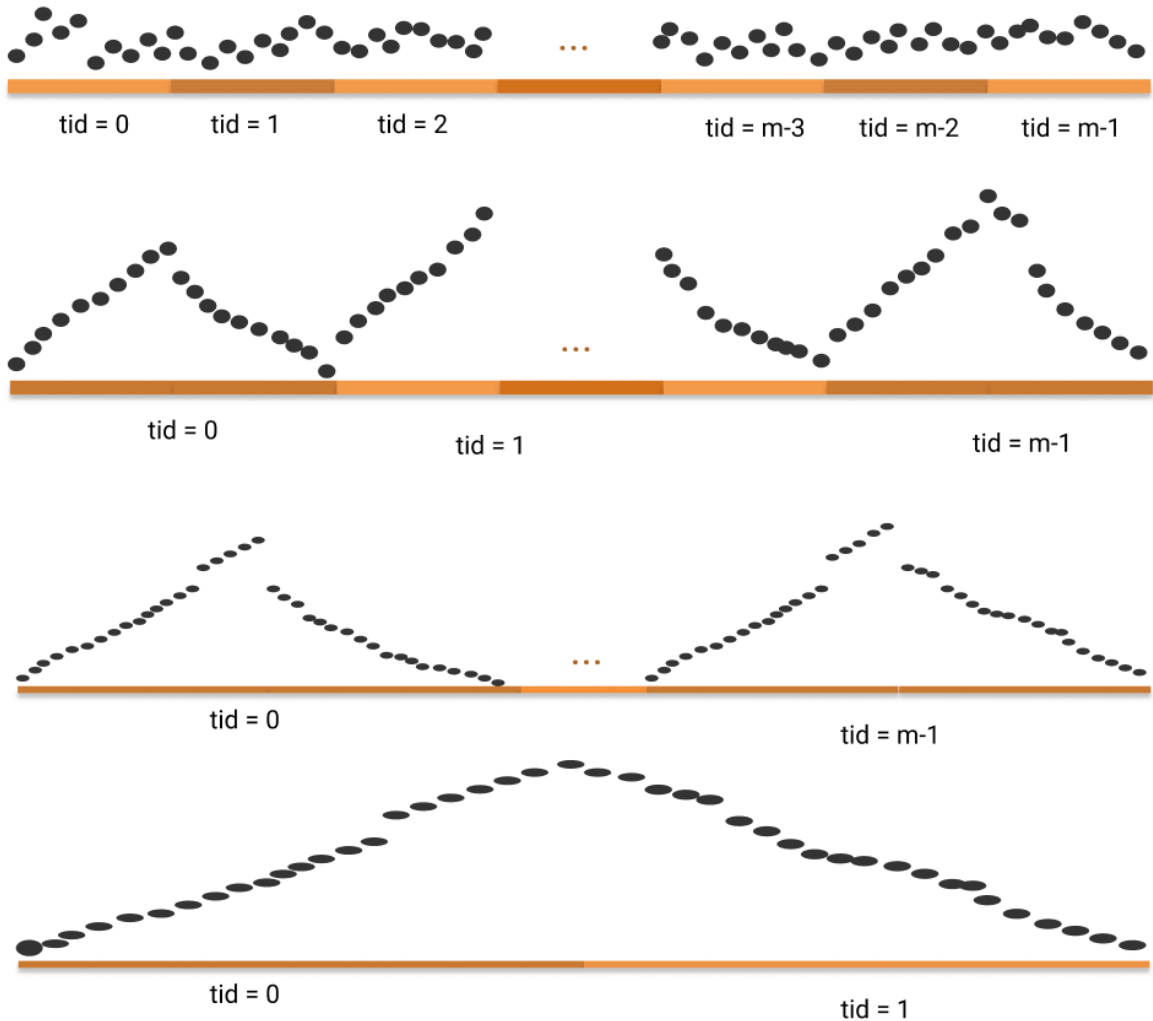 ...
tid = 0 tid = 1 tid = 2 tid = m-3 tid = m-2 tid = m-1
...
tid = 0 tid = 1 tid = m-1
...
tid = 0 tid = m-1
tid = 0 tid = 1